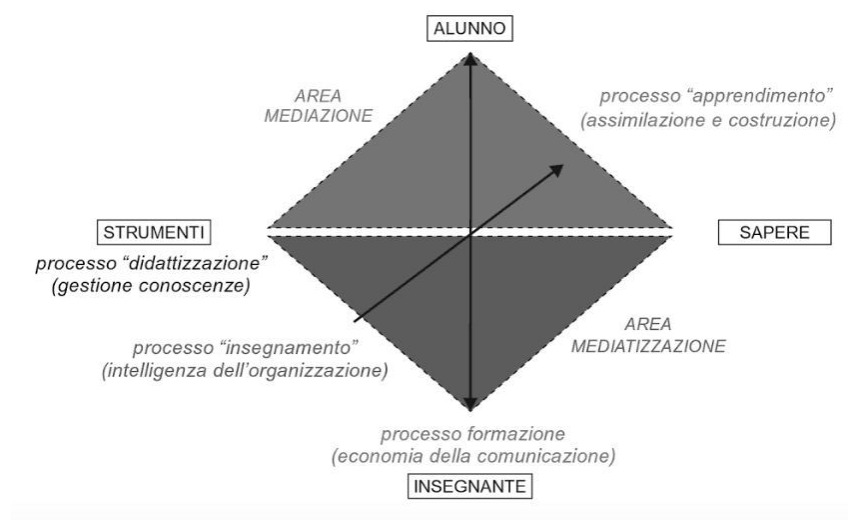 ALUNNO
AREA
MEDIAZIONE
processo “apprendimento”
(assimilazione e costruzione)
STRUMENTI
SAPERE
processo “didattizzazione”
(gestione conoscenze)
AREA
MEDIATIZZAZIONE
processo “insegnamento”
(intelligenza dell’organizzazione)
processo formazione
(economia della comunicazione)
INSEGNANTE